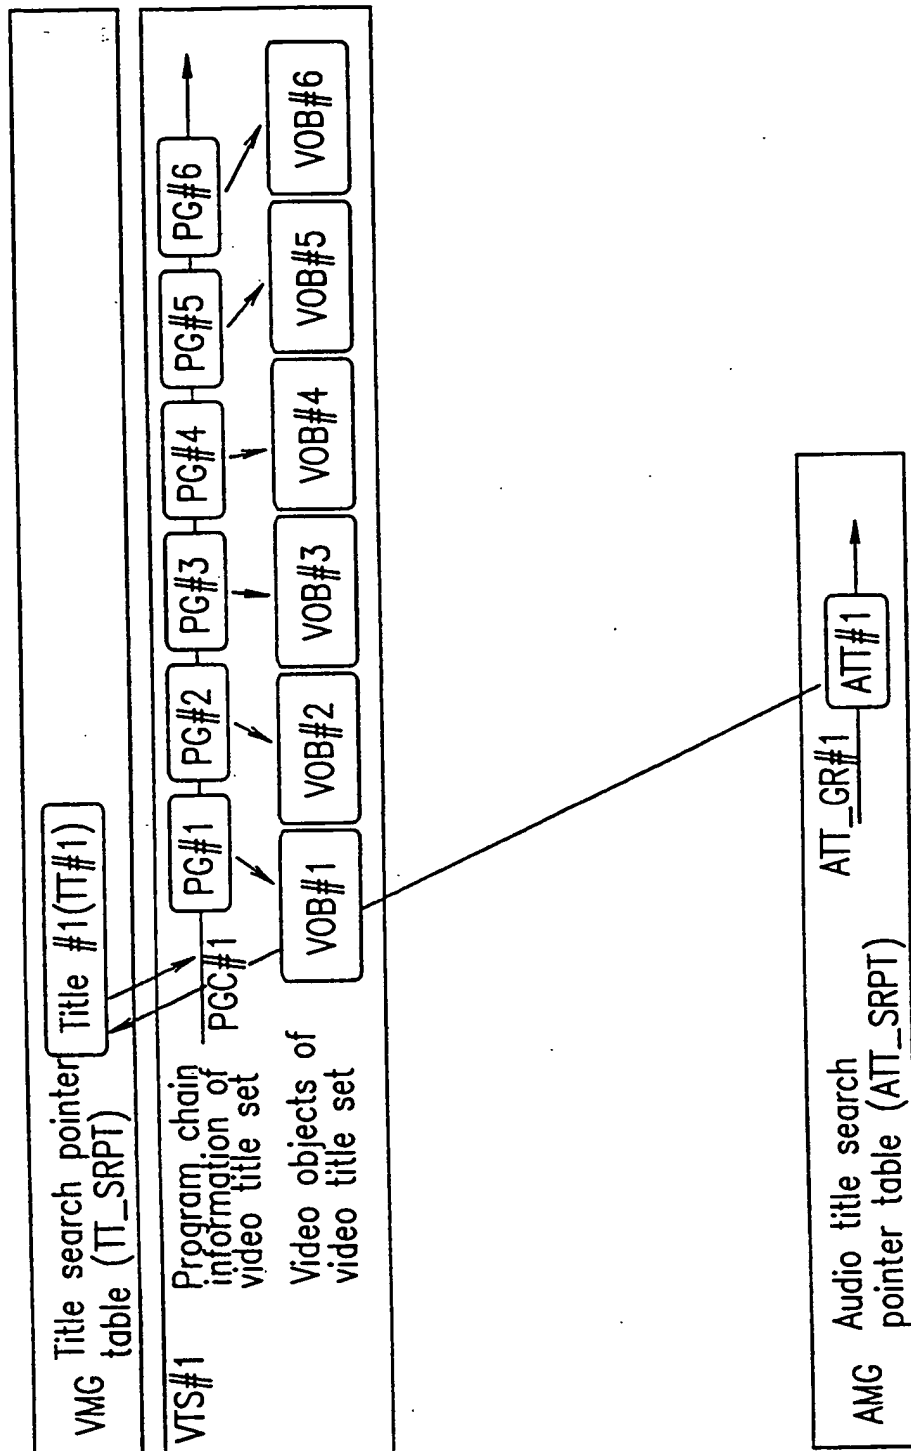 VMG
Title search pointer
table (TT_SRPT)
Title #1(TT#1)
VTS#1
Program chain
information of
video title set
PGC#1
PG#1
PG#2
PG#3
PG#4
PG#5
PG#6
Video objects of
video title set
VOB#1
VOB#2
VOB#3
VOB#4
VOB#5
VOB#6
AMG
Audio title search
pointer table (ATT_SRPT)
ATT_GR#1
ATT#1